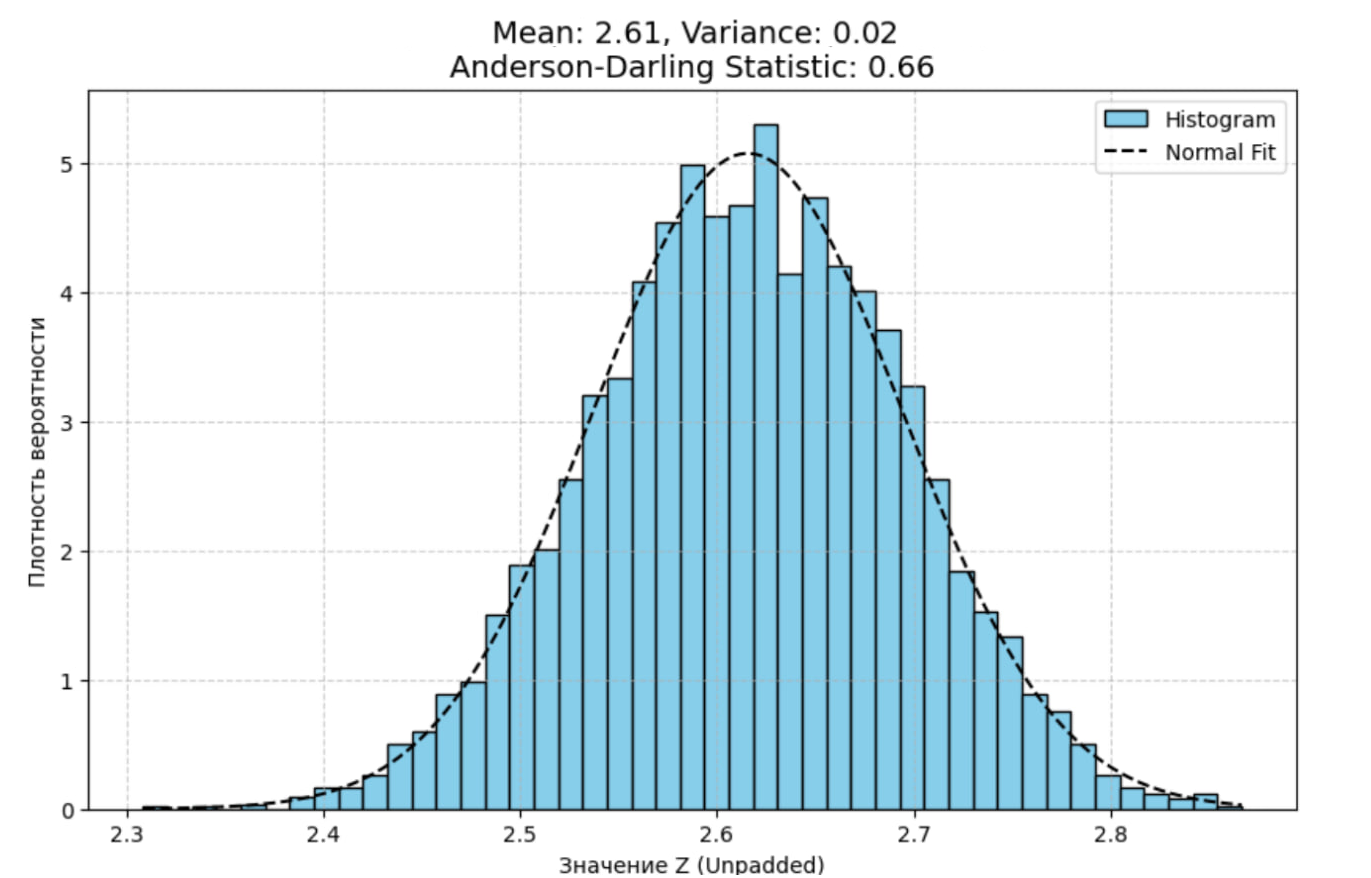 Mean: 2.61, Variance: 0.02
Anderson-Darling Statistic: 0.66
Histogram
Normal Fit
Плотность вероятности
5
4
3
2
1
0
2.3 2.4 2.5 2.6 2.7 2.8
Значение Z (Unpadded)